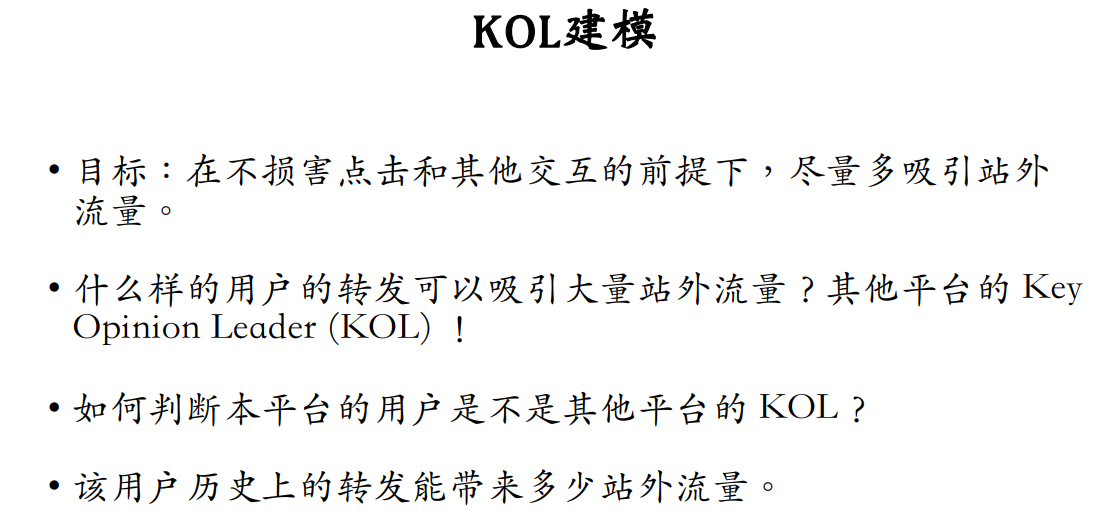 KOL建模
• 目标：在不损害点击和其他交互的前提下，尽量多吸引站外
流量。
• 什么样的用户的转发可以吸引大量站外流量？其他平台的 Key
Opinion Leader (KOL) ！
• 如何判断本平台的用户是不是其他平台的 KOL？
• 该用户历史上的转发能带来多少站外流量。